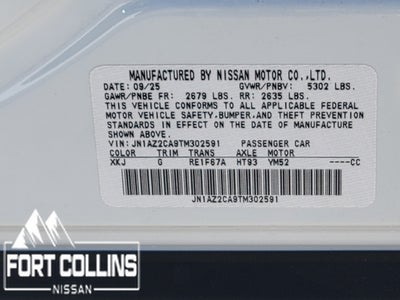 MANUFACTURED BY NISSAN MOTOR CO.,LTD.
DATE: 09/25 GVWR/PNBV: 5302 LBS.
GAWR/PNBE FR: 2679 LBS. RR: 2635 LBS.
THIS VEHICLE CONFORMS TO ALL APPLICABLE FEDERAL
MOTOR VEHICLE SAFETY,BUMPER,AND THEFT PREVENTION
STANDARDS IN EFFECT ON THE DATE OF MANUFACTURE
SHOWN ABOVE.
VIN: JN1AZ2CA9TM302591 PASSENGER CAR
COLOR TRIM TRANS AXLE MOTOR
XKJ G RE1F67A HT93 YM52 ----CC
JN1AZ2CA9TM302591
FORT COLLINS
NISSAN